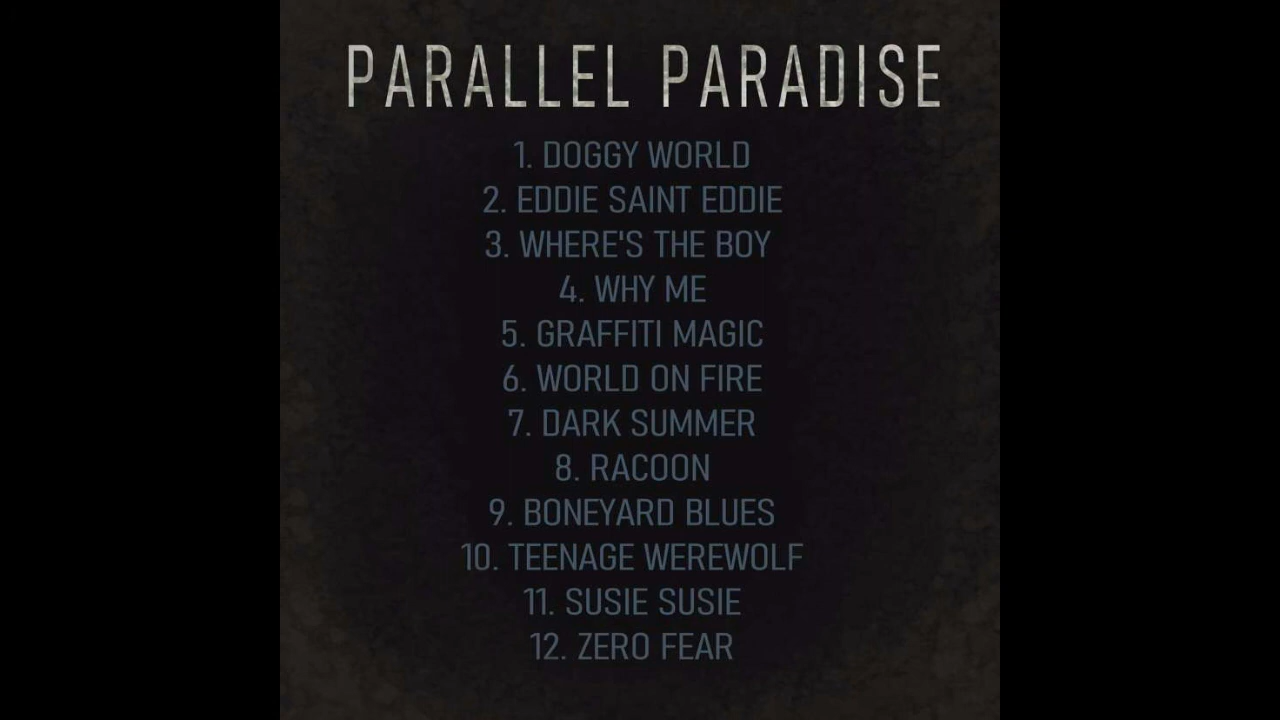 PARALLEL PARADISE
1. DOGGY WORLD
2. EDDIE SAINT EDDIE
3. WHERE'S THE BOY
4. WHY ME
5. GRAFFITI MAGIC
6. WORLD ON FIRE
7. DARK SUMMER
8. RACOON
9. BONEYARD BLUES
10. TEENAGE WEREWOLF
11. SUSIE SUSIE
12. ZERO FEAR